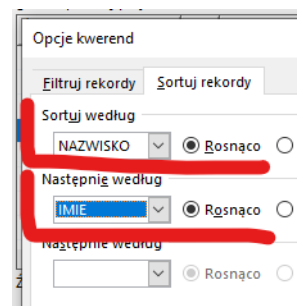 Opcje kwerend
Filtruj rekordy Sortuj rekordy
Sortuj według
NAZWISKO Rosnąco
Następnie według
IMIE Rosnąco
Następnie według
Rosnąco